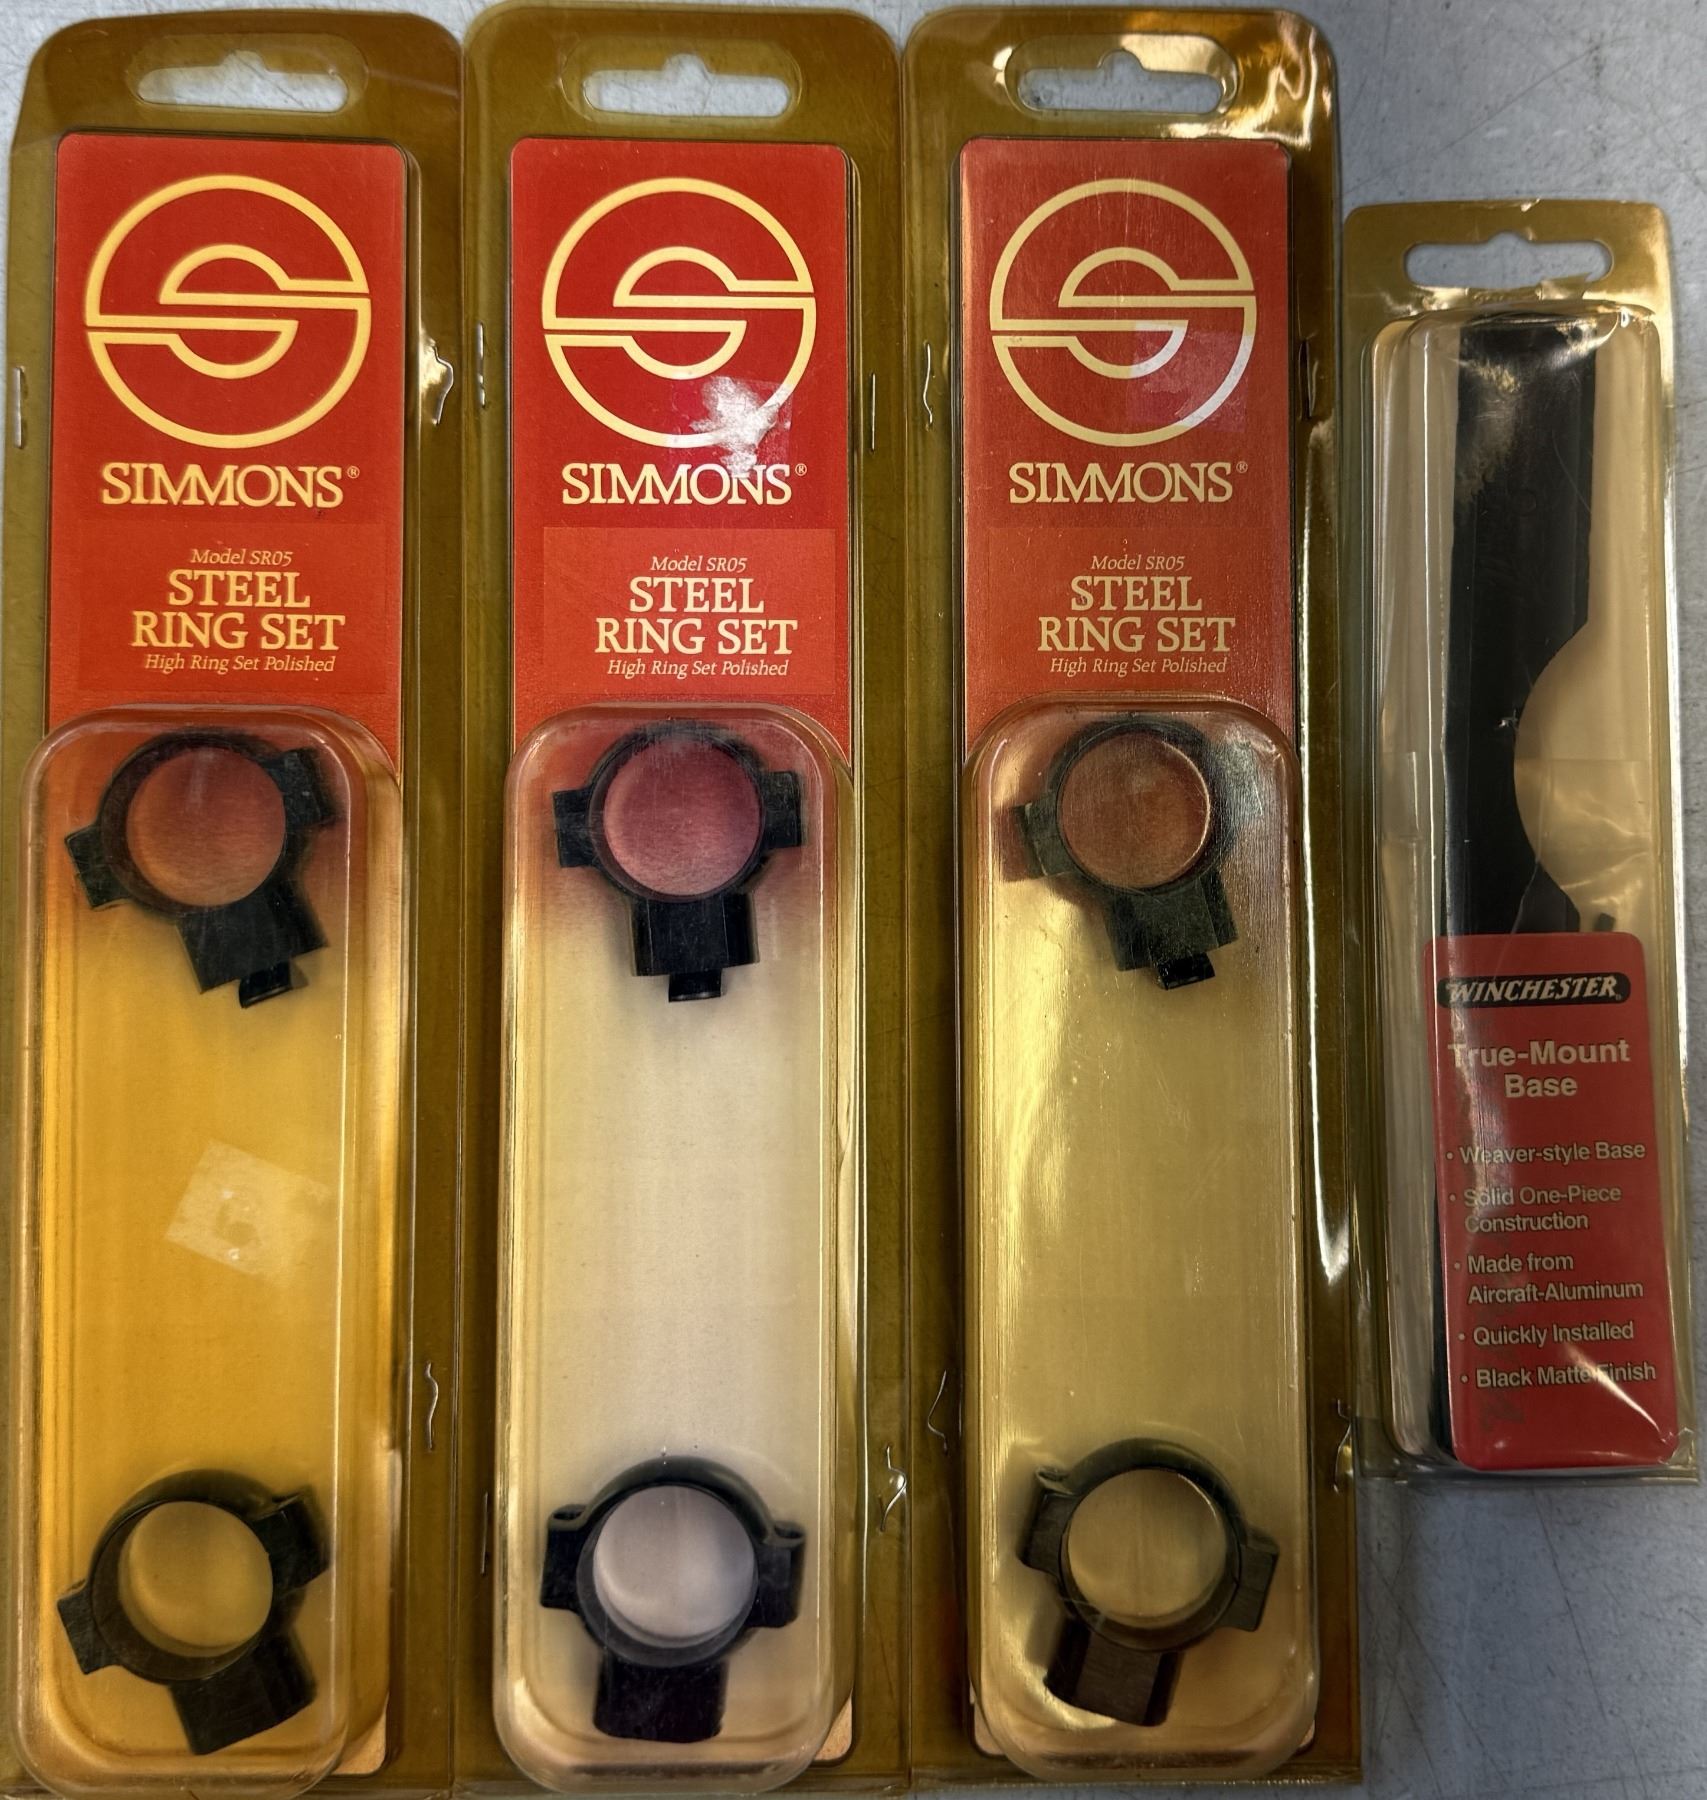 SIMMONS®
Model SR05
STEEL
RING SET
High Ring Set Polished
SIMMONS®
Model SR05
STEEL
RING SET
High Ring Set Polished
SIMMONS®
Model SR05
STEEL
RING SET
High Ring Set Polished
WINCHESTER®
True-Mount
Base
• Weaver-style Base
• Solid One-Piece
Construction
• Made from
Aircraft-Aluminum
• Quickly Installed
• Black Matte Finish